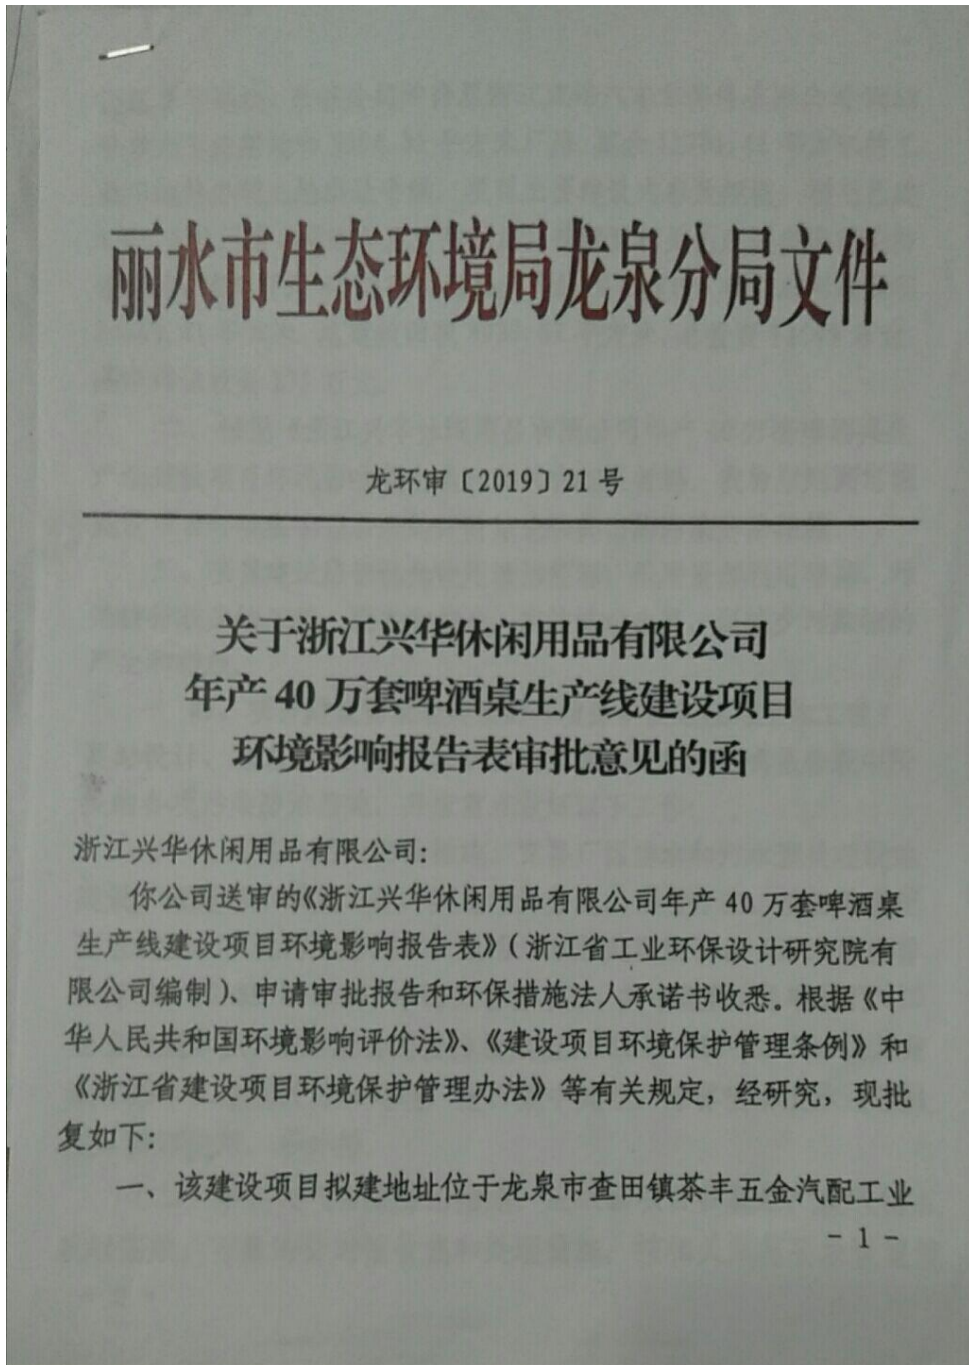 丽水市生态环境局龙泉分局文件
龙环审〔2019〕21号
关于浙江兴华休闲用品有限公司
年产40万套啤酒桌生产线建设项目
环境影响报告表审批意见的函
浙江兴华休闲用品有限公司:
你公司送审的《浙江兴华休闲用品有限公司年产40万套啤酒桌
生产线建设项目环境影响报告表》(浙江省工业环保设计研究院有
限公司编制)、申请审批报告和环保措施法人承诺书收悉。根据《中
华人民共和国环境影响评价法》、《建设项目环境保护管理条例》和
《浙江省建设项目环境保护管理办法》等有关规定，经研究，现批
复如下:
一、该建设项目拟建地址位于龙泉市查田镇茶丰五金汽配工业
- 1 -